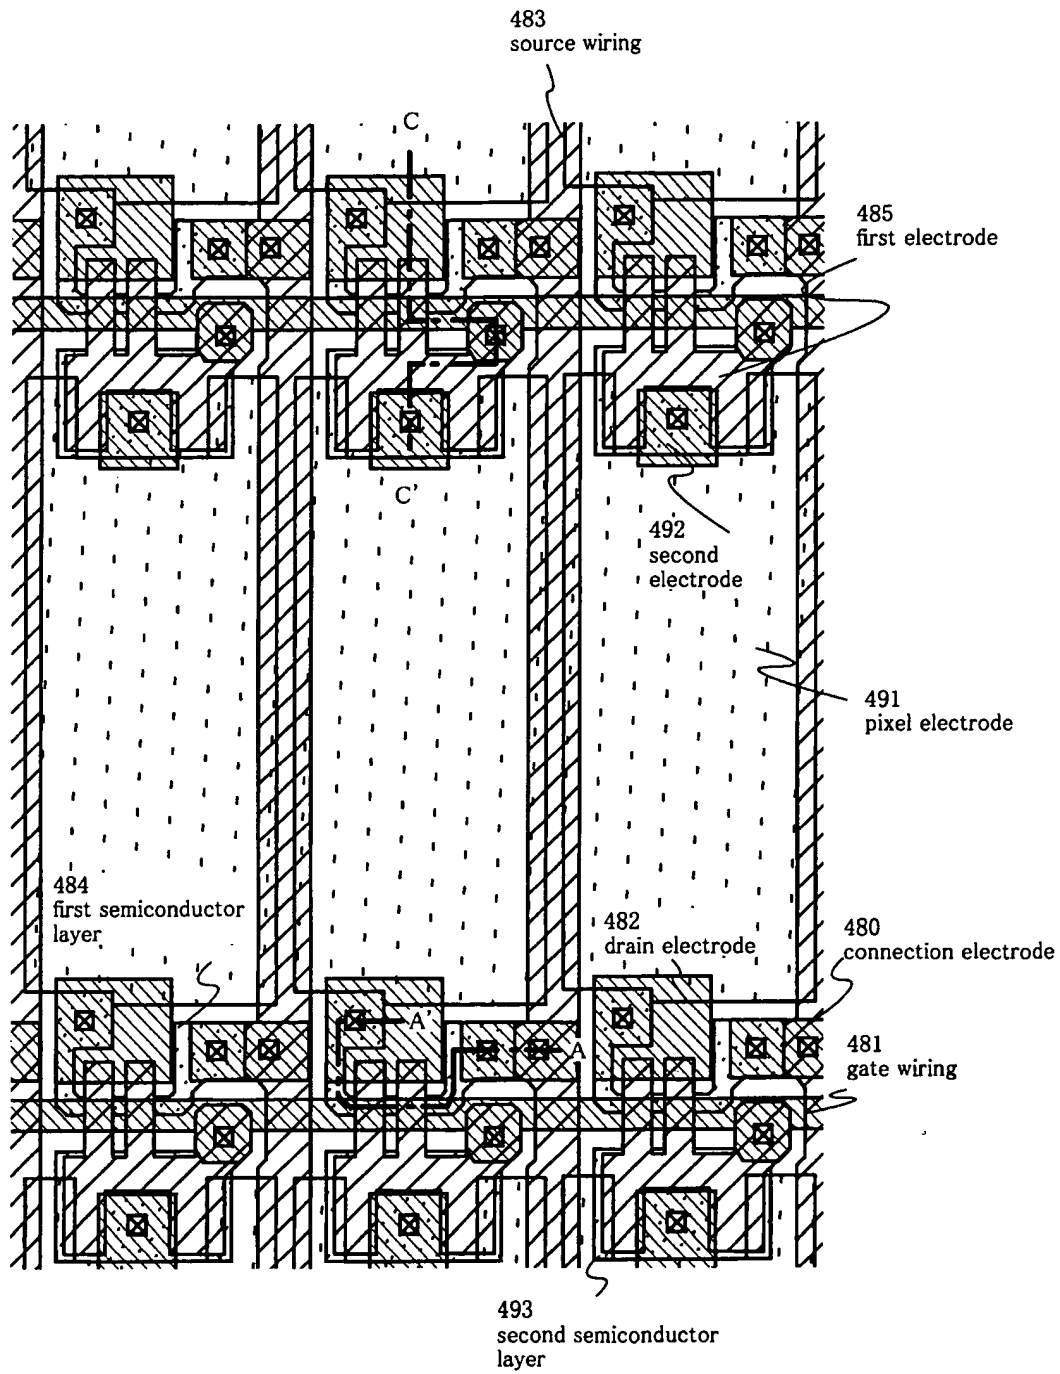 483
source wiring
C
485
first electrode
C'
492
second
electrode
491
pixel electrode
484
first semiconductor
layer
482
drain electrode
480
connection electrode
A'
A
481
gate wiring
493
second semiconductor
layer